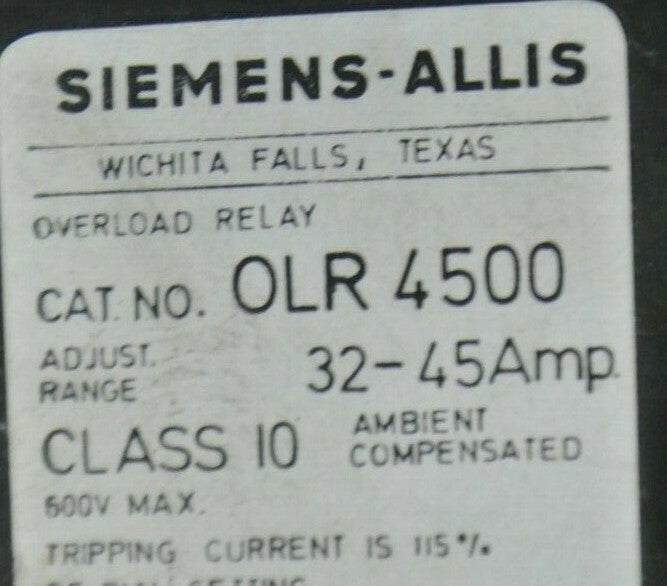 SIEMENS-ALLIS
WICHITA FALLS, TEXAS
OVERLOAD RELAY
CAT. NO. OLR 4500
ADJUST. RANGE 32-45Amp.
CLASS 10 AMBIENT COMPENSATED
600V MAX.
TRIPPING CURRENT IS 115%
SETTING